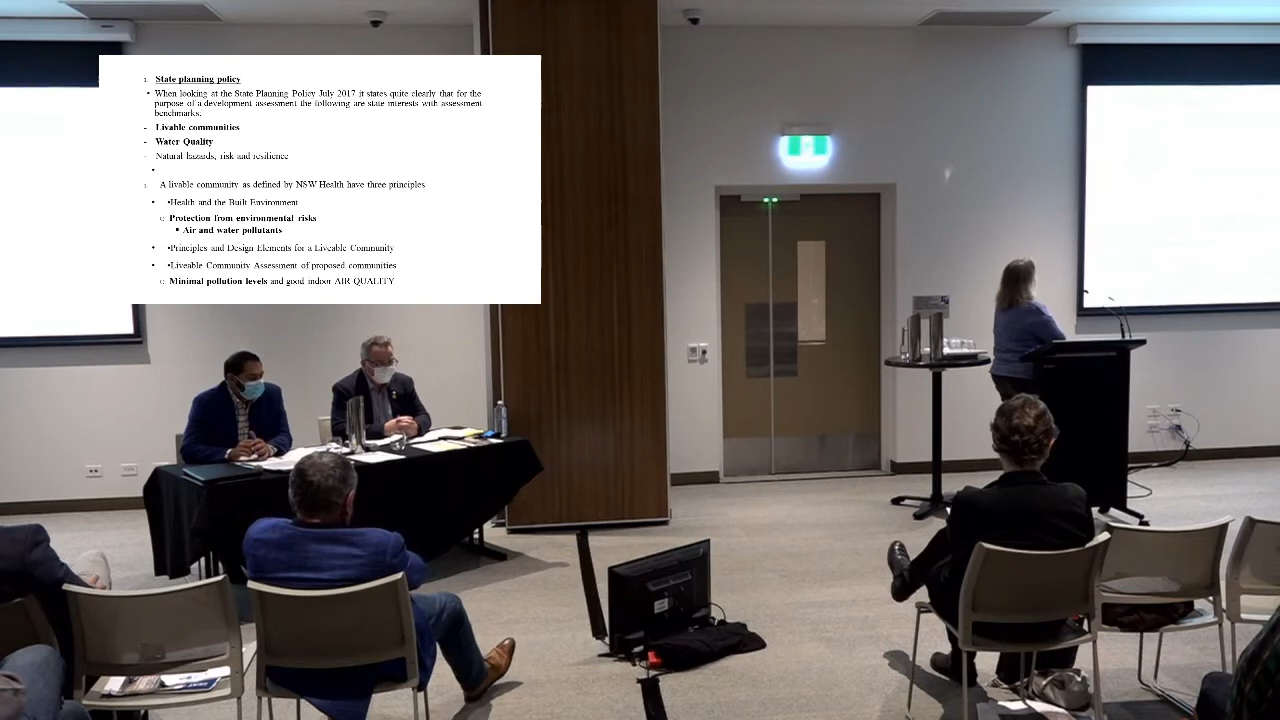 1. State planning policy
• When looking at the State Planning Policy July 2017 it states quite clearly that for the
purpose of a development assessment the following are state interests with assessment
benchmarks:
- Livable communities
- Water Quality
- Natural hazards, risk and resilience
•
1. A livable community as defined by NSW Health have three principles
• •Health and the Built Environment
o Protection from environmental risks
▪ Air and water pollutants
• •Principles and Design Elements for a Liveable Community
• •Liveable Community Assessment of proposed communities
o Minimal pollution levels and good indoor AIR QUALITY